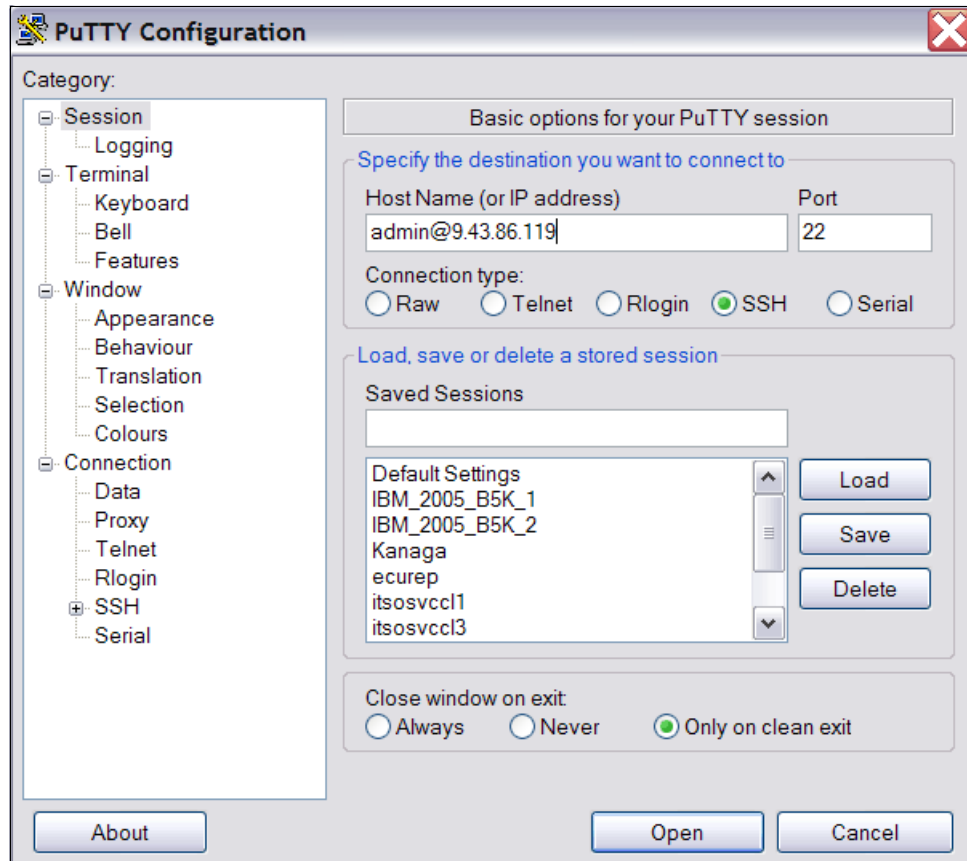 PuTTY Configuration
Category:
Session
Logging
Terminal
Keyboard
Bell
Features
Window
Appearance
Behaviour
Translation
Selection
Colours
Connection
Data
Proxy
Telnet
Rlogin
SSH
Serial
Basic options for your PuTTY session
Specify the destination you want to connect to
Host Name (or IP address) Port
admin@9.43.86.119 22
Connection type:
Raw Telnet Rlogin SSH Serial
Load, save or delete a stored session
Saved Sessions
Default Settings
IBM_2005_B5K_1
IBM_2005_B5K_2
Kanaga
ecurep
itsosvccl1
itsosvccl3
Load
Save
Delete
Close window on exit:
Always Never Only on clean exit
About Open Cancel